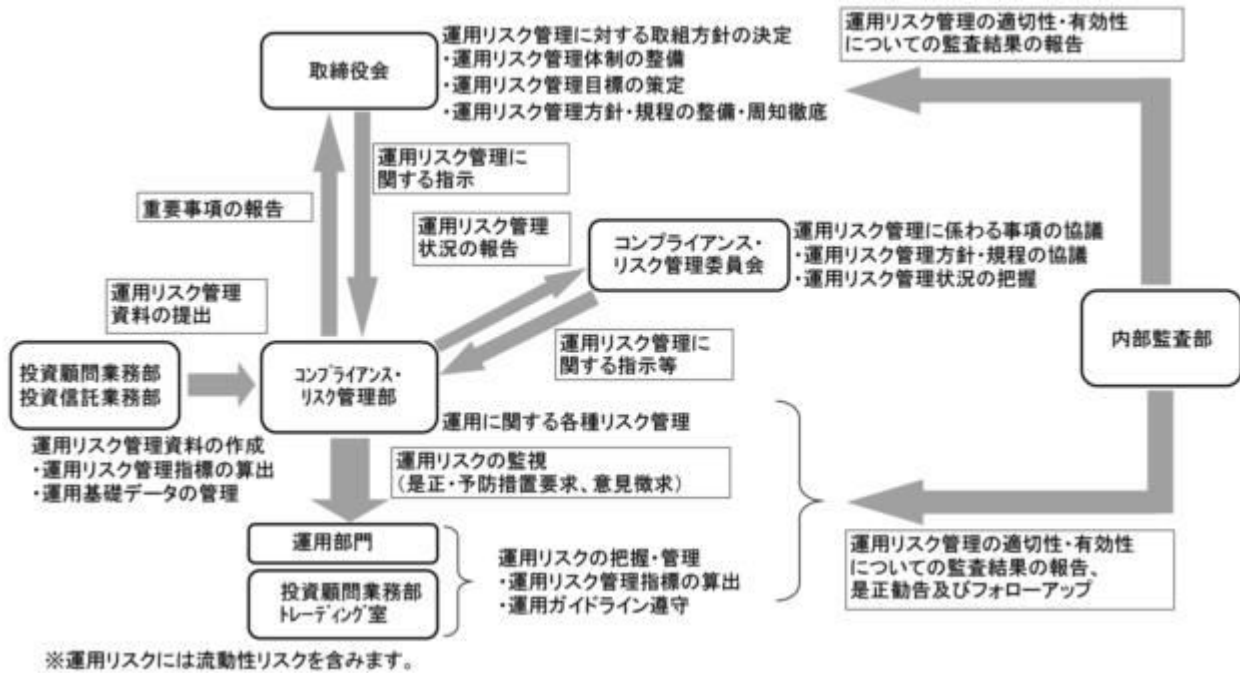 取締役会
運用リスク管理に対する取組方針の決定
・運用リスク管理体制の整備
・運用リスク管理目標の策定
・運用リスク管理方針・規程の整備・周知徹底
運用リスク管理の適切性・有効性
についての監査結果の報告
運用リスク管理に
関する指示
重要事項の報告
運用リスク管理
状況の報告
コンプライアンス・
リスク管理委員会
運用リスク管理に係わる事項の協議
・運用リスク管理方針・規程の協議
・運用リスク管理状況の把握
運用リスク管理
資料の提出
運用リスク管理に
関する指示等
内部監査部
投資顧問業務部
投資信託業務部
コンプライアンス・
リスク管理部
運用に関する各種リスク管理
運用リスク管理資料の作成
・運用リスク管理指標の算出
・運用基礎データの管理
運用リスクの監視
(是正・予防措置要求、意見徴求)
運用部門
投資顧問業務部
トレーディング室
運用リスクの把握・管理
・運用リスク管理指標の算出
・運用ガイドライン遵守
運用リスク管理の適切性・有効性
についての監査結果の報告、
是正勧告及びフォローアップ
※運用リスクには流動性リスクを含みます。